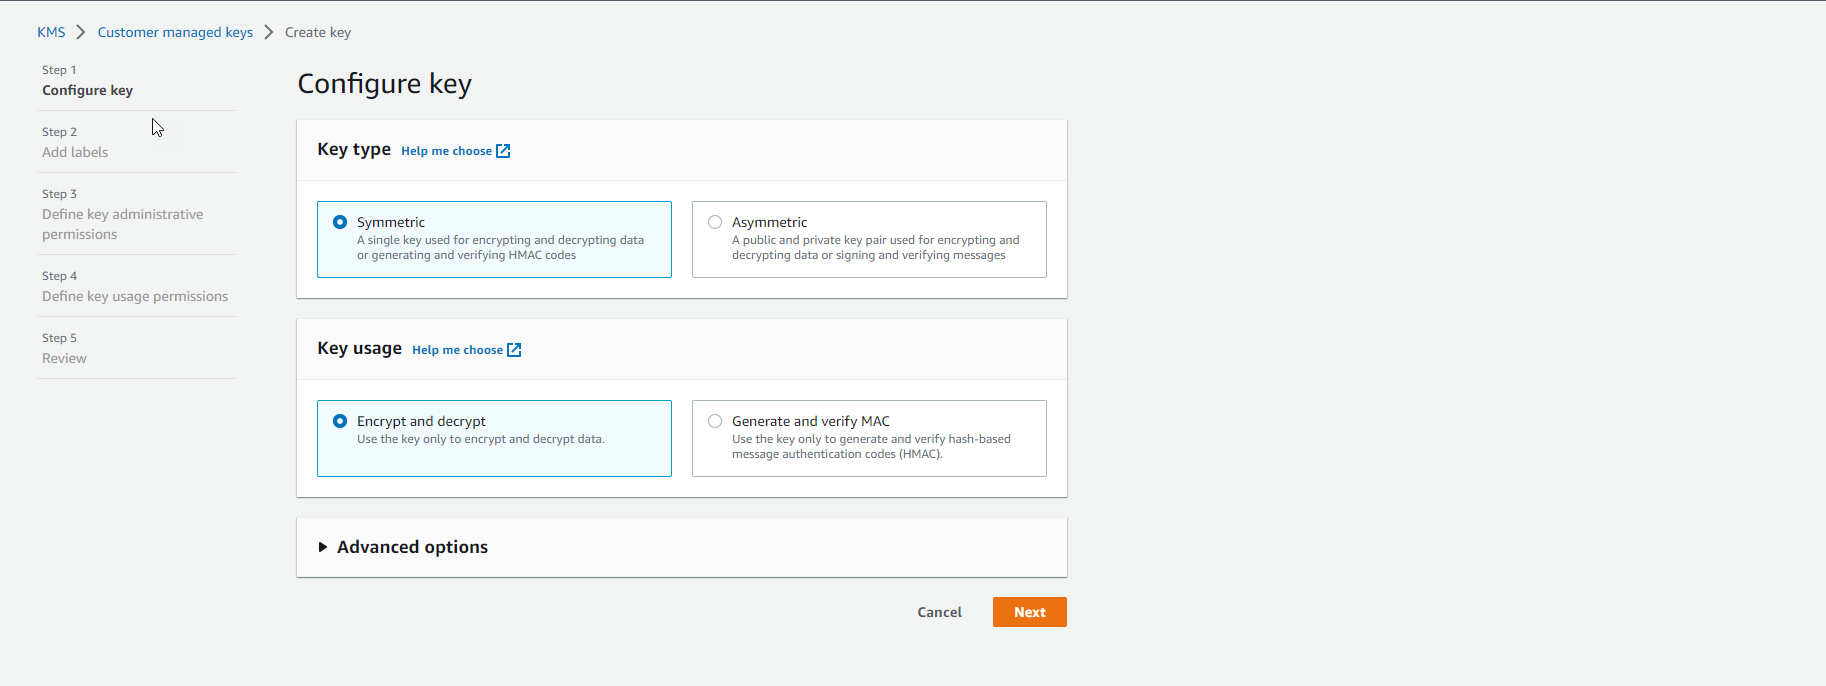 KMS
Customer managed keys
Create key
Step 1
Configure key
Step 2
Add labels
Step 3
Define key administrative
permissions
Step 4
Define key usage permissions
Step 5
Review
Configure key
Key type Help me choose
Symmetric
A single key used for encrypting and decrypting data
or generating and verifying HMAC codes
Asymmetric
A public and private key pair used for encrypting and
decrypting data or signing and verifying messages
Key usage Help me choose
Encrypt and decrypt
Use the key only to encrypt and decrypt data.
Generate and verify MAC
Use the key only to generate and verify hash-based
message authentication codes (HMAC).
Advanced options
Cancel
Next